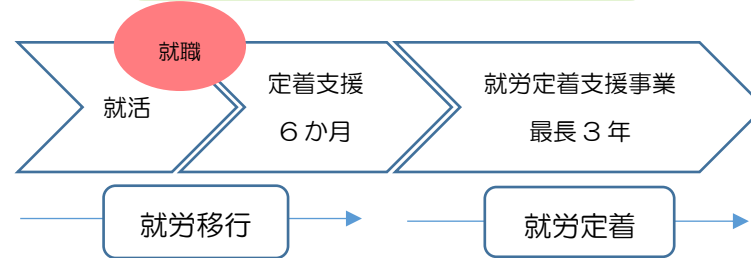 就職
就活
定着支援
６か月
就労定着支援事業
最長３年
就労移行
就労定着